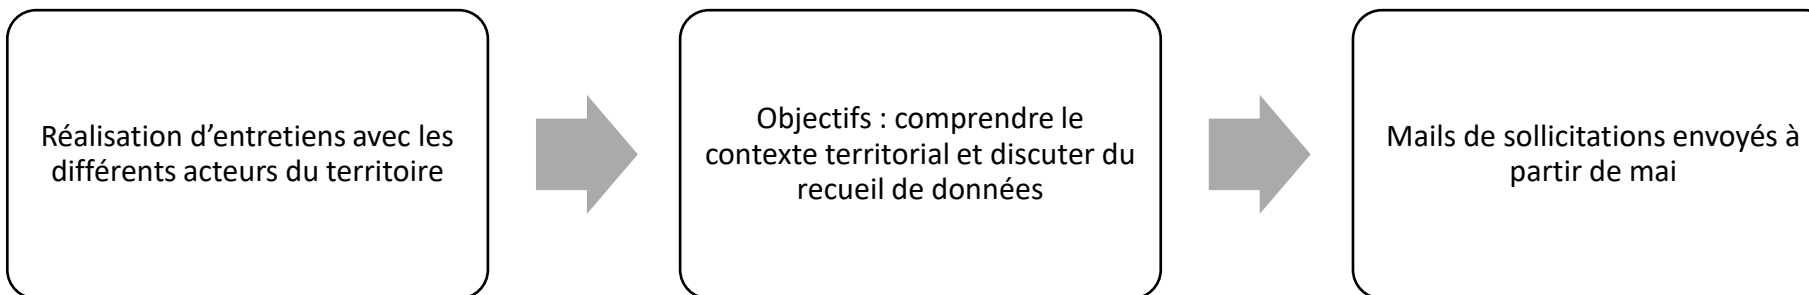 Réalisation d’entretiens avec les
différents acteurs du territoire
Objectifs : comprendre le
contexte territorial et discuter du
recueil de données
Mails de sollicitations envoyés à
partir de mai